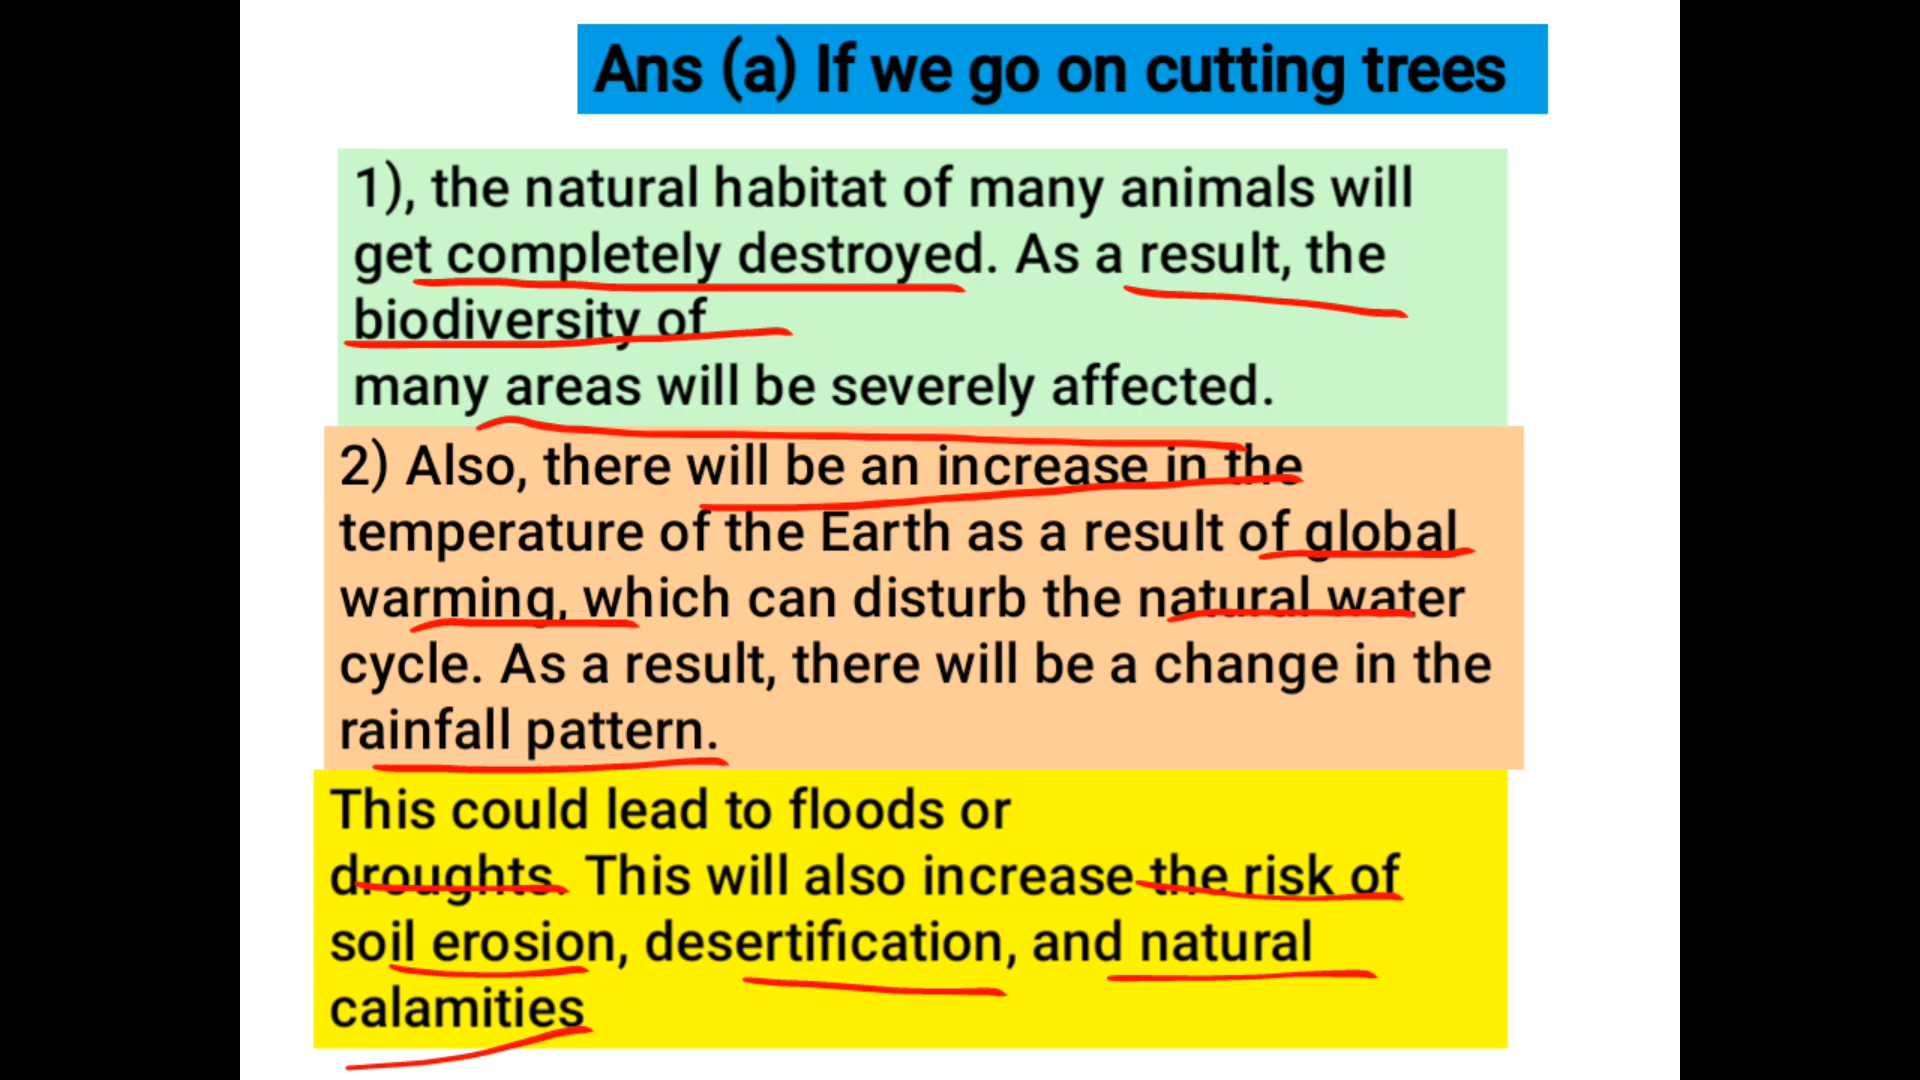 Ans (a) If we go on cutting trees
1), the natural habitat of many animals will
get completely destroyed. As a result, the
biodiversity of
many areas will be severely affected.
2) Also, there will be an increase in the
temperature of the Earth as a result of global
warming, which can disturb the natural water
cycle. As a result, there will be a change in the
rainfall pattern.
This could lead to floods or
droughts. This will also increase the risk of
soil erosion, desertification, and natural
calamities